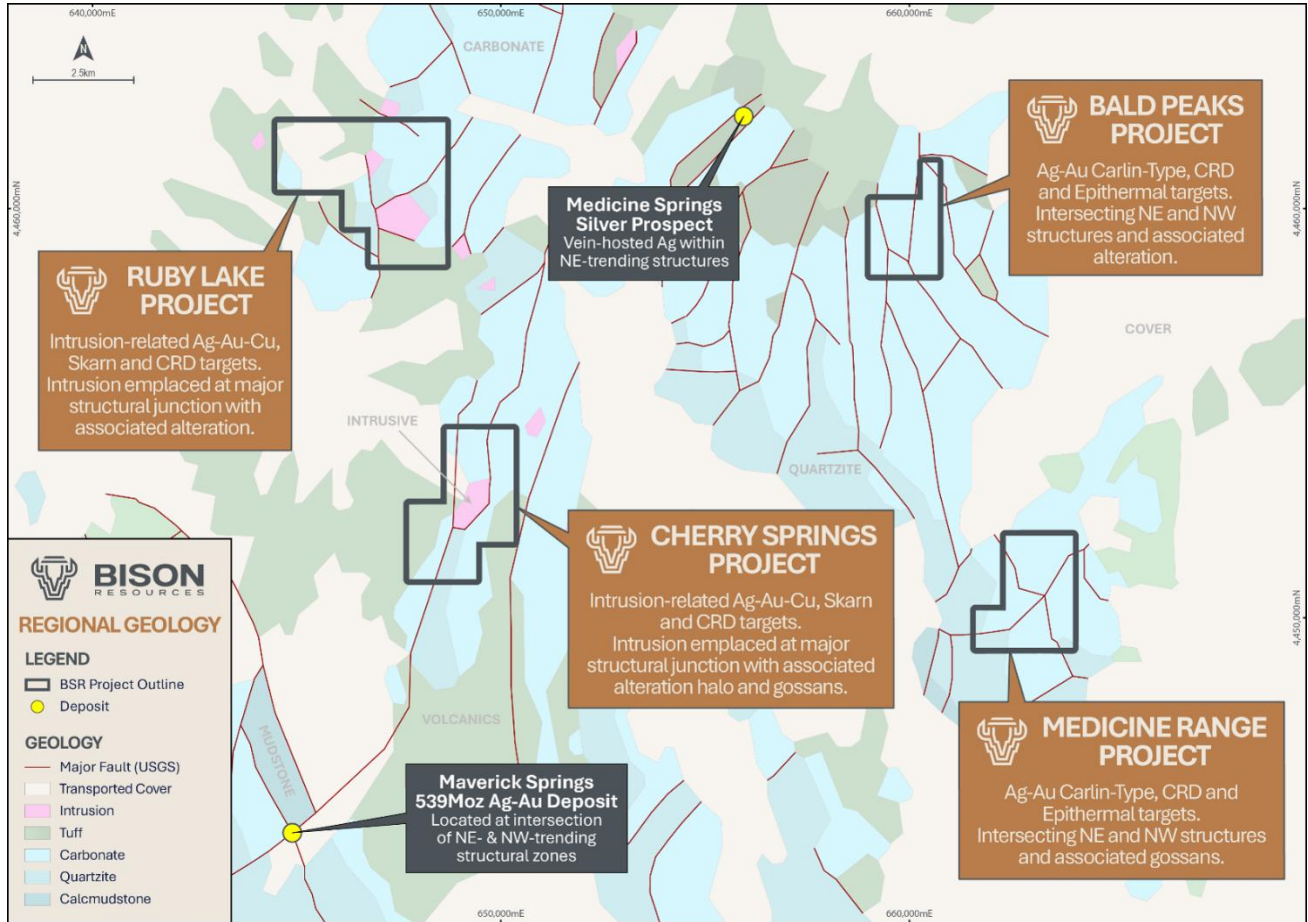 640,000mE
650,000mE
660,000mE
N
2.5km
CARBONATE
4,460,000mN
4,460,000mN
BALD PEAKS
PROJECT
Ag-Au Carlin-Type, CRD
and Epithermal targets.
Intersecting NE and NW
structures and associated
alteration.
Medicine Springs
Silver Prospect
Vein-hosted Ag within
NE-trending structures
RUBY LAKE
PROJECT
Intrusion-related Ag-Au-Cu,
Skarn and CRD targets.
Intrusion emplaced at major
structural junction with
associated alteration.
COVER
INTRUSIVE
QUARTZITE
CHERRY SPRINGS
PROJECT
Intrusion-related Ag-Au-Cu, Skarn
and CRD targets.
Intrusion emplaced at major
structural junction with associated
alteration halo and gossans.
4,450,000mN
BISON
RESOURCES
REGIONAL GEOLOGY
LEGEND
BSR Project Outline
Deposit
GEOLOGY
Major Fault (USGS)
Transported Cover
Intrusion
Tuff
Carbonate
Quartzite
Calcmudstone
MUDSTONE
VOLCANICS
Maverick Springs
539Moz Ag-Au Deposit
Located at intersection
of NE- & NW-trending
structural zones
MEDICINE RANGE
PROJECT
Ag-Au Carlin-Type, CRD and
Epithermal targets.
Intersecting NE and NW structures
and associated gossans.
650,000mE
660,000mE